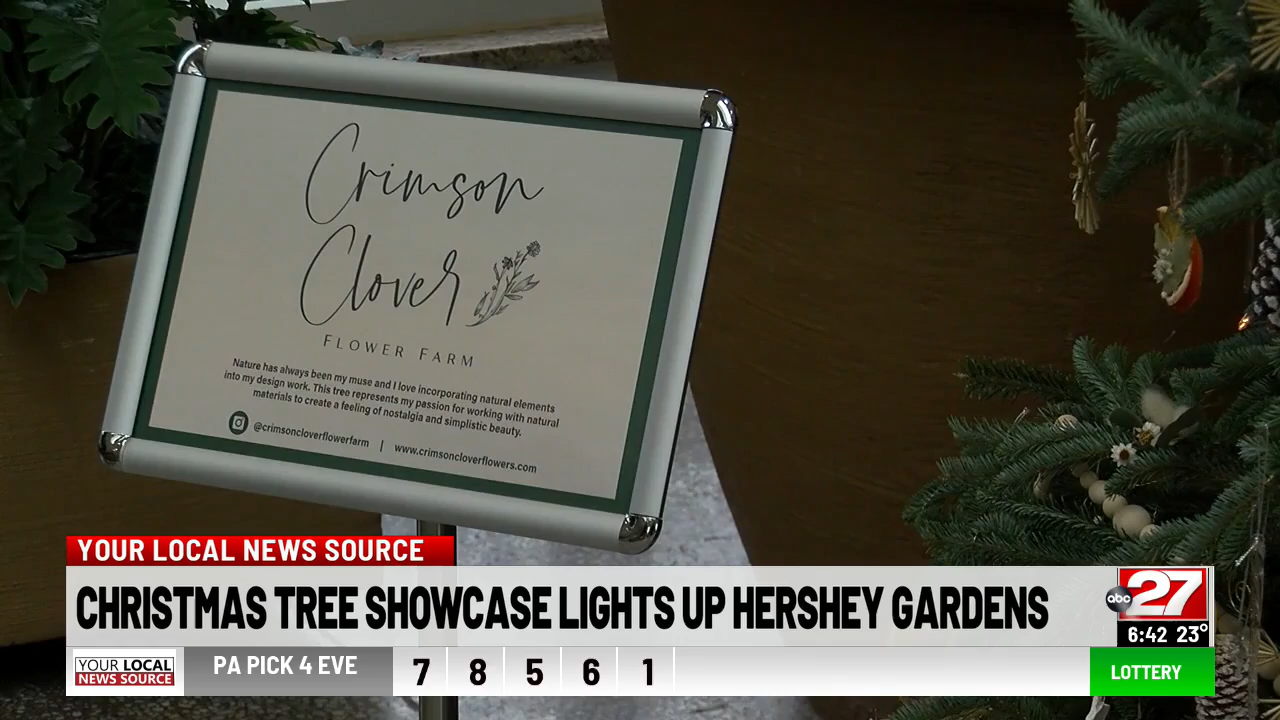 Crimson
Clover
FLOWER FARM
Nature has always been my muse and I love incorporating natural elements
into my design work. This tree represents my passion for working with natural
materials to create a feeling of nostalgia and simplistic beauty.
@crimsoncloverflowerfarm | www.crimsoncloverflowers.com
YOUR LOCAL NEWS SOURCE
CHRISTMAS TREE SHOWCASE LIGHTS UP HERSHEY GARDENS
abc 27
6:42 23°
YOUR LOCAL
NEWS SOURCE
PA PICK 4 EVE 7 8 5 6 1
LOTTERY